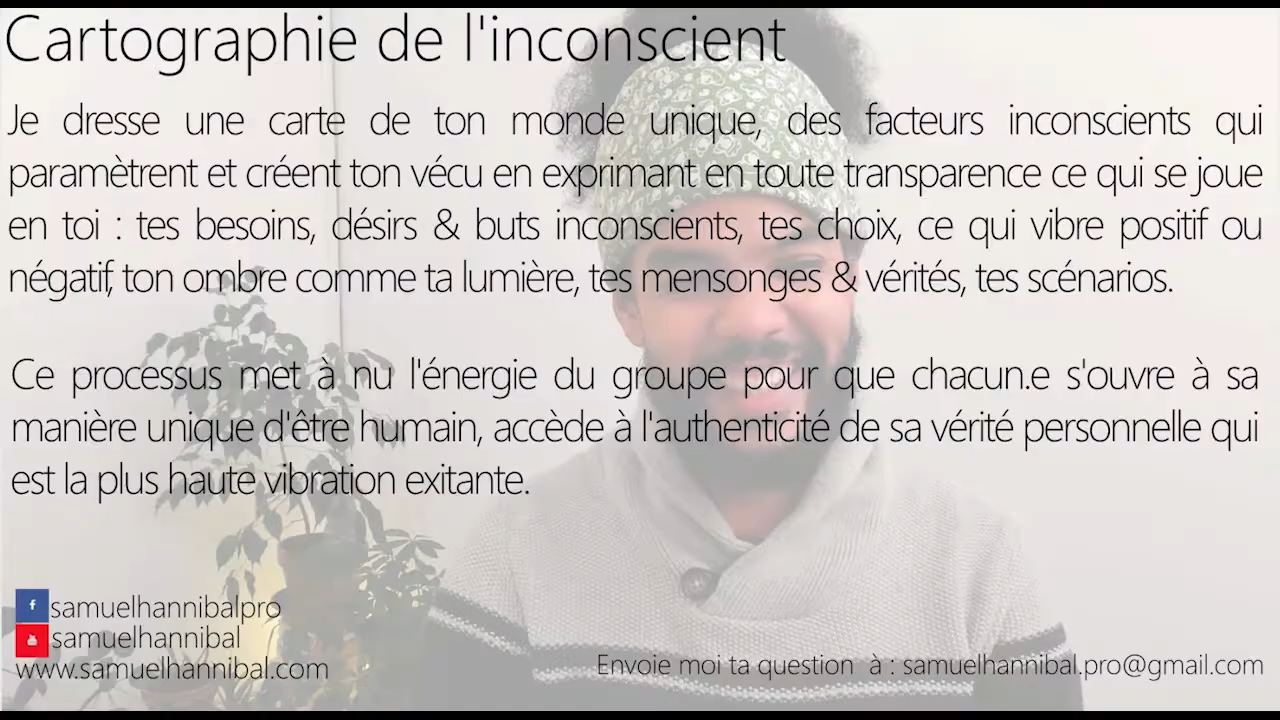 Cartographie de l'inconscient
Je dresse une carte de ton monde unique, des facteurs inconscients qui
paramètrent et créent ton vécu en exprimant en toute transparence ce qui se joue
en toi : tes besoins, désirs & buts inconscients, tes choix, ce qui vibre positif ou
négatif, ton ombre comme ta lumière, tes mensonges & vérités, tes scénarios.
Ce processus met à nu l'énergie du groupe pour que chacun.e s'ouvre à sa
manière unique d'être humain, accède à l'authenticité de sa vérité personnelle qui
est la plus haute vibration exitante.
f samuelhannibalpro
samuelhannibal
www.samuelhannibal.com
Envoie moi ta question à : samuelhannibal.pro@gmail.com